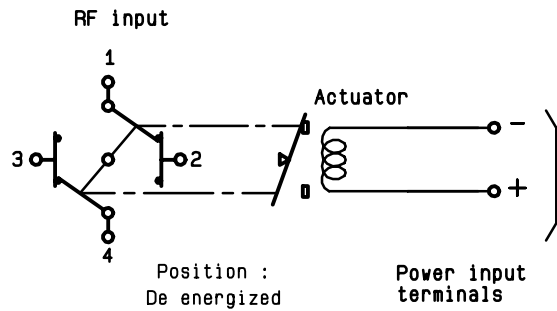 RF input
1
Actuator
-
3
2
+
4
Position :
De energized
Power input
terminals